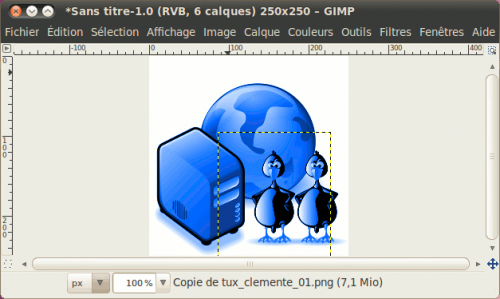 *Sans titre-1.0 (RVB, 6 calques) 250x250 – GIMP
Fichier Édition Sélection Affichage Image Calque Couleurs Outils Filtres Fenêtres Aide
-100 0 100 200 300 400
0
100
200
px 100% Copie de tux_clemente_01.png (7,1 Mio)